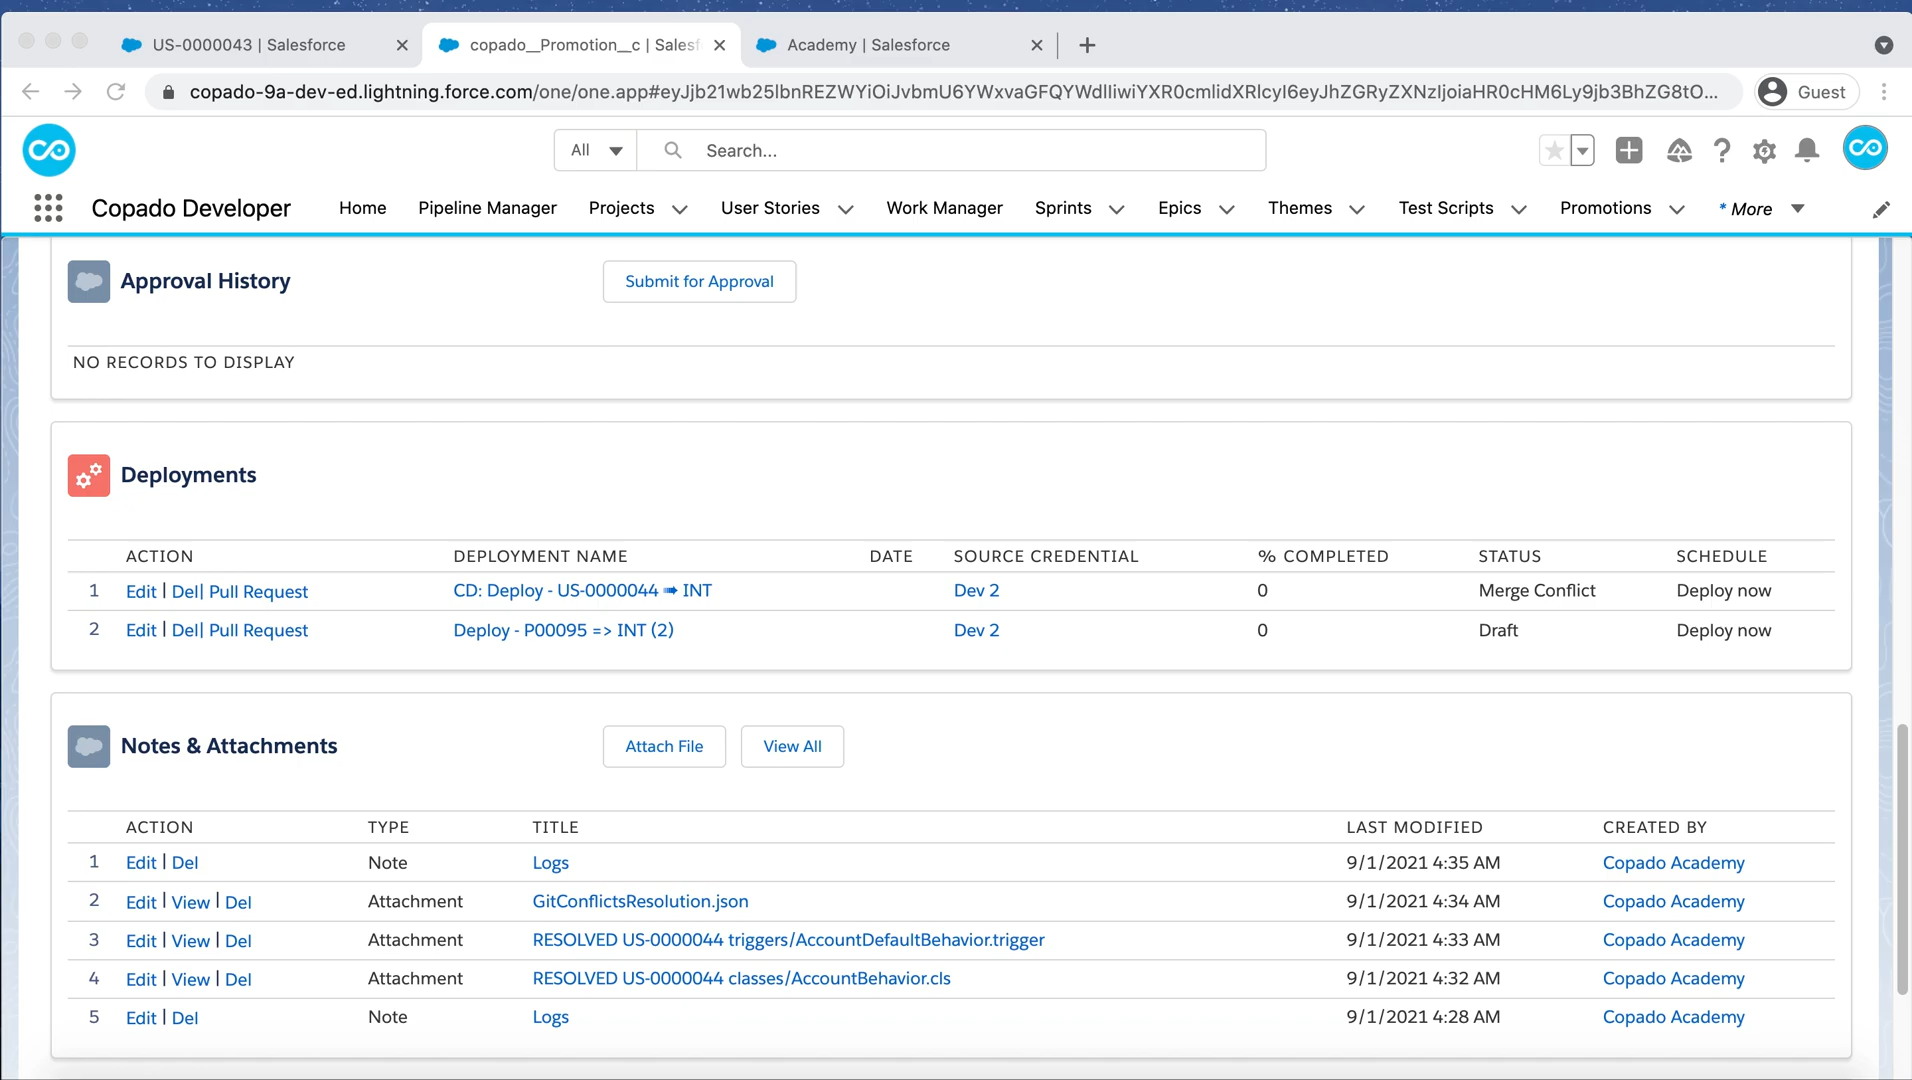 US-0000043 | Salesforce
copado__Promotion__c | Salesf
Academy | Salesforce
copado-9a-dev-ed.lightning.force.com/one/one.app#
Guest
All
Search...
Copado Developer
Home
Pipeline Manager
Projects
User Stories
Work Manager
Sprints
Epics
Themes
Test Scripts
Promotions
* More
Approval History
Submit for Approval
NO RECORDS TO DISPLAY
Deployments
ACTION DEPLOYMENT NAME DATE SOURCE CREDENTIAL % COMPLETED STATUS SCHEDULE
1 Edit | Del| Pull Request CD: Deploy - US-0000044 ➠ INT Dev 2 0 Merge Conflict Deploy now
2 Edit | Del| Pull Request Deploy - P00095 => INT (2) Dev 2 0 Draft Deploy now
Notes & Attachments
Attach File
View All
ACTION TYPE TITLE LAST MODIFIED CREATED BY
1 Edit | Del Note Logs 9/1/2021 4:35 AM Copado Academy
2 Edit | View | Del Attachment GitConflictsResolution.json 9/1/2021 4:34 AM Copado Academy
3 Edit | View | Del Attachment RESOLVED US-0000044 triggers/AccountDefaultBehavior.trigger 9/1/2021 4:33 AM Copado Academy
4 Edit | View | Del Attachment RESOLVED US-0000044 classes/AccountBehavior.cls 9/1/2021 4:32 AM Copado Academy
5 Edit | Del Note Logs 9/1/2021 4:28 AM Copado Academy